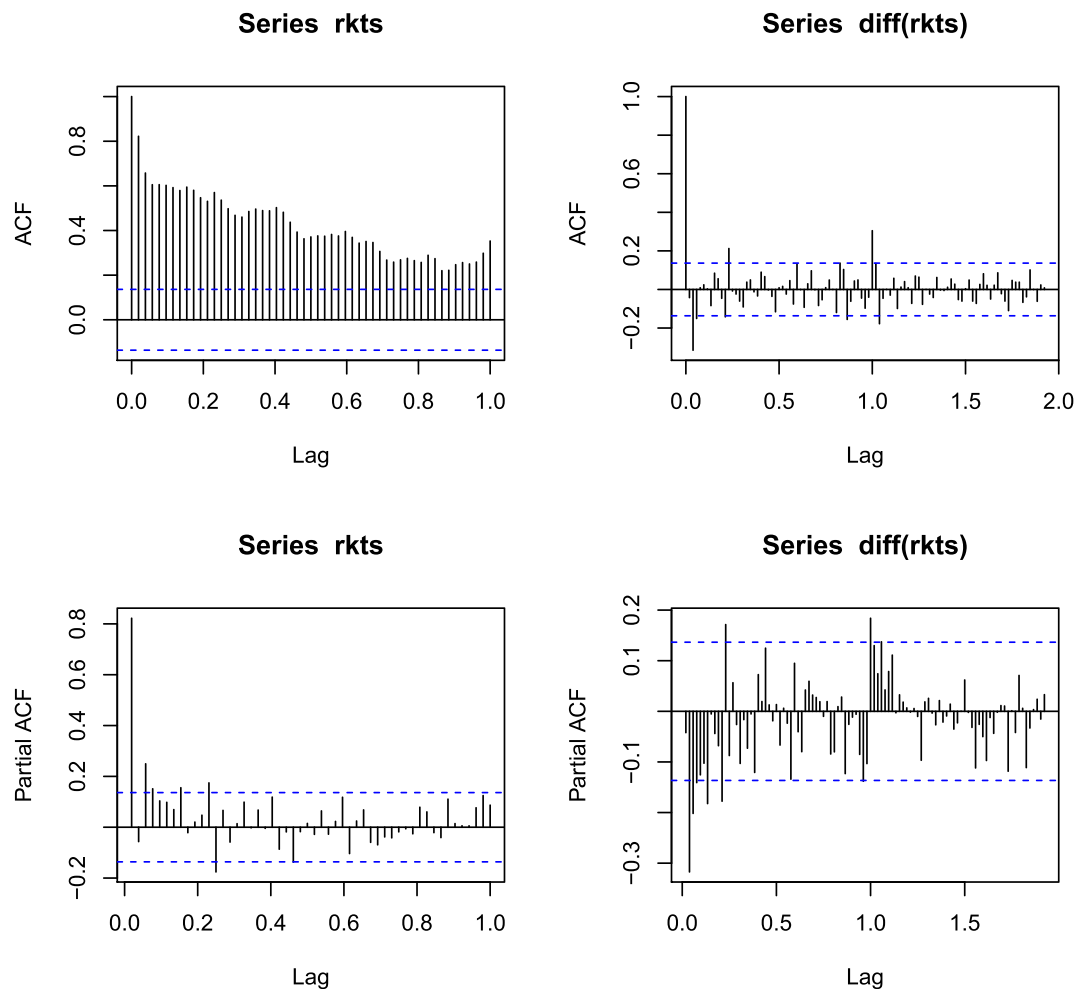 Series rkts
ACF
0.0
0.4
0.8
0.0 0.2 0.4 0.6 0.8 1.0
Lag
Series diff(rkts)
ACF
-0.2
0.2
0.6
1.0
0.0 0.5 1.0 1.5 2.0
Lag
Series rkts
Partial ACF
-0.2
0.2
0.4
0.6
0.8
0.0 0.2 0.4 0.6 0.8 1.0
Lag
Series diff(rkts)
Partial ACF
-0.3
-0.1
0.1
0.2
0.0 0.5 1.0 1.5
Lag